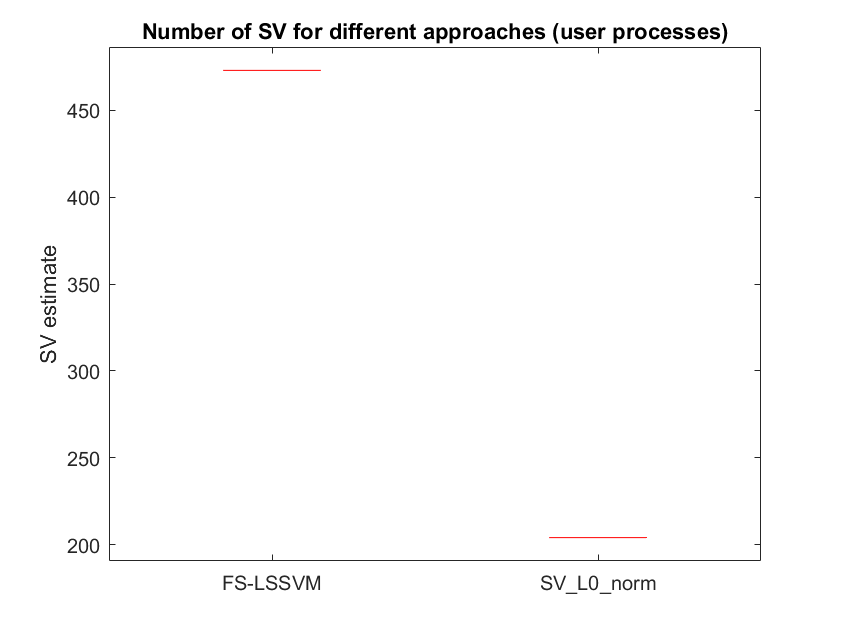 Number of SV for different approaches (user processes)
450
400
350
300
250
200
SV estimate
FS-LSSVM
SV_L0_norm